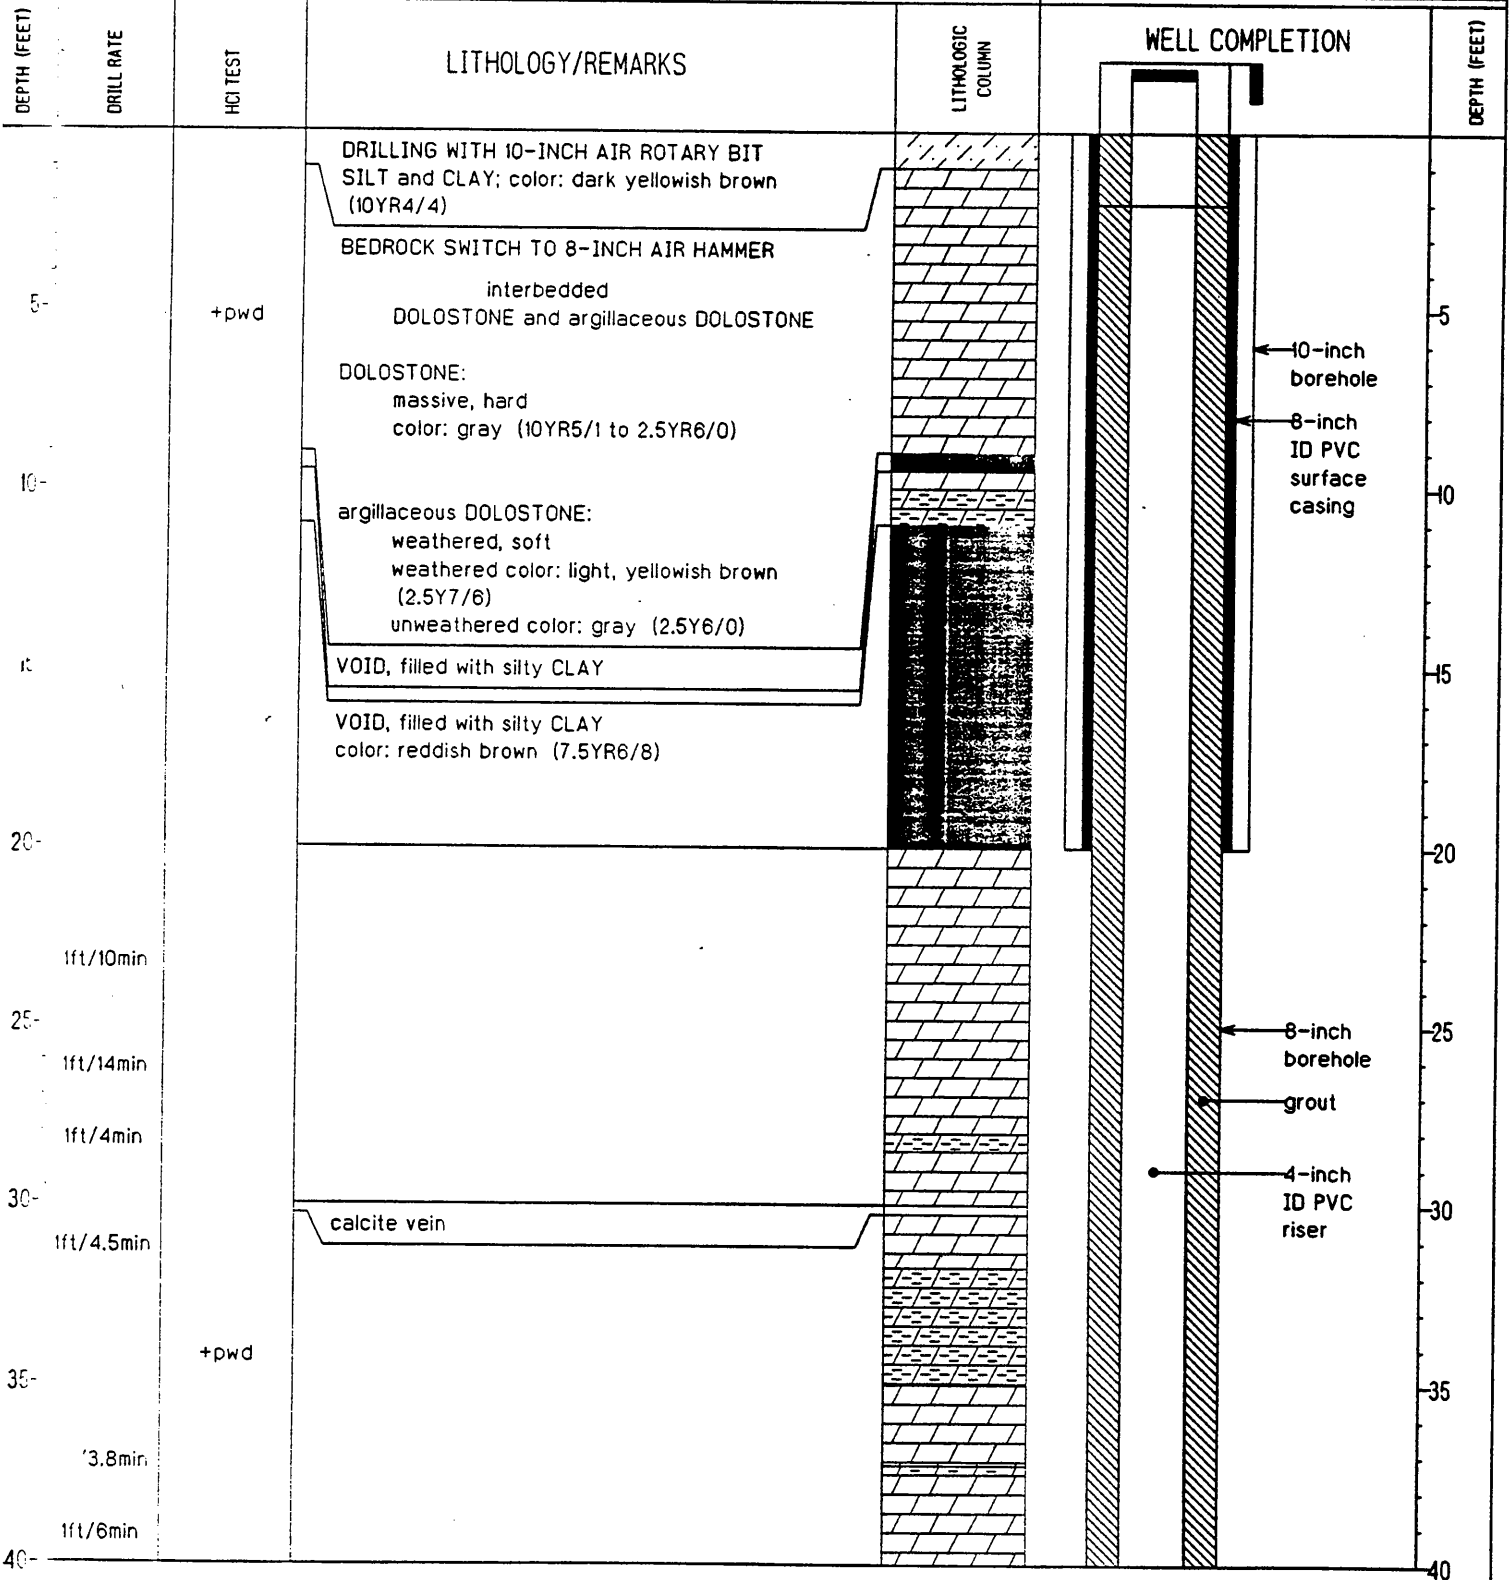 DEPTH (FEET)
DRILL RATE
HCl TEST
LITHOLOGY/REMARKS
LITHOLOGIC
COLUMN
WELL COMPLETION
DEPTH (FEET)
DRILLING WITH 10-INCH AIR ROTARY BIT
SILT and CLAY; color: dark yellowish brown
(10YR4/4)
BEDROCK SWITCH TO 8-INCH AIR HAMMER
interbedded
DOLOSTONE and argillaceous DOLOSTONE
5-
+pwd
5
DOLOSTONE:
massive, hard
color: gray (10YR5/1 to 2.5YR6/0)
10-inch
borehole
8-inch
ID PVC
surface
casing
10-
10
argillaceous DOLOSTONE:
weathered, soft
weathered color: light, yellowish brown
(2.5Y7/6)
unweathered color: gray (2.5Y6/0)
VOID, filled with silty CLAY
15
VOID, filled with silty CLAY
color: reddish brown (7.5YR6/8)
20-
20
1ft/10min
25-
25
1ft/14min
1ft/4min
8-inch
borehole
grout
4-inch
ID PVC
riser
30-
30
calcite vein
1ft/4.5min
+pwd
35-
35
3.8min
1ft/6min
40-
40